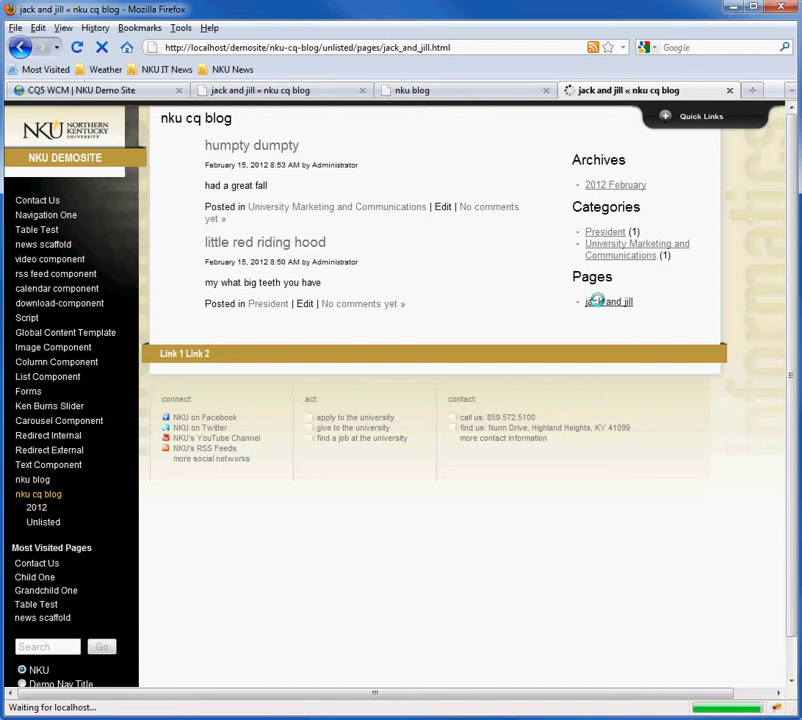 jack and jill « nku cq blog - Mozilla Firefox
File Edit View History Bookmarks Tools Help
http://localhost/demosite/nku-cq-blog/unlisted/pages/jack_and_jill.html
Google
Most Visited Weather NKU IT News NKU News
CQ5 WCM | NKU Demo Site
jack and jill « nku cq blog
nku blog
jack and jill « nku cq blog
NKU NORTHERN KENTUCKY UNIVERSITY
NKU DEMOSITE
Quick Links
Contact Us
Navigation One
Table Test
news scaffold
video component
rss feed component
calendar component
download-component
Script
Global Content Template
Image Component
Column Component
List Component
Forms
Ken Burns Slider
Carousel Component
Redirect Internal
Redirect External
Text Component
nku blog
nku cq blog
2012
Unlisted
Most Visited Pages
Contact Us
Child One
Grandchild One
Table Test
news scaffold
Search Go
NKU
Demo Nav Title
nku cq blog
humpty dumpty
February 15, 2012 8:53 AM by Administrator
had a great fall
Posted in University Marketing and Communications | Edit | No comments
yet »
little red riding hood
February 15, 2012 8:50 AM by Administrator
my what big teeth you have
Posted in President | Edit | No comments yet »
Archives
2012 February
Categories
President (1)
University Marketing and
Communications (1)
Pages
jack and jill
Link 1 Link 2
connect:
NKU on Facebook
NKU on Twitter
NKU's YouTube Channel
NKU's RSS Feeds
more social networks
act:
apply to the university
give to the university
find a job at the university
contact:
call us: 859.572.5100
find us: Nunn Drive, Highland Heights, KY 41099
more contact information
informatics
Waiting for localhost...